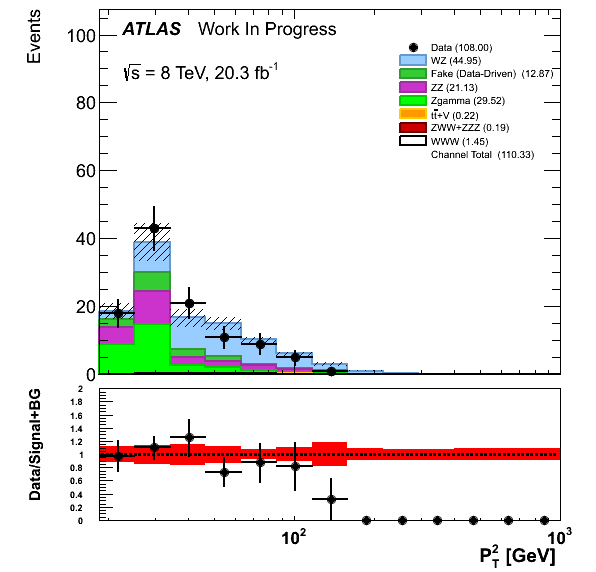 Events
ATLAS Work In Progress
√s = 8 TeV, 20.3 fb⁻¹
Data (108.00)
WZ (44.95)
Fake (Data-Driven) (12.87)
ZZ (21.13)
Zgamma (29.52)
tt̄+V (0.22)
ZWW+ZZZ (0.19)
WWW (1.45)
Channel Total (110.33)
100
80
60
40
20
0
Data/Signal+BG
2
1.8
1.6
1.4
1.2
1
0.8
0.6
0.4
0.2
0
10²
10³
P_T² [GeV]